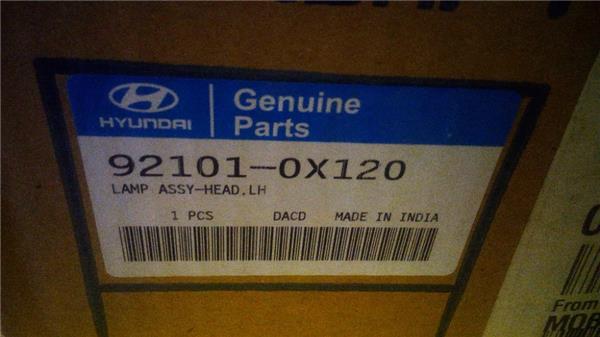 HYUNDAI
Genuine
Parts
92101-0X120
LAMP ASSY-HEAD,LH
1 PCS DACD MADE IN INDIA
From